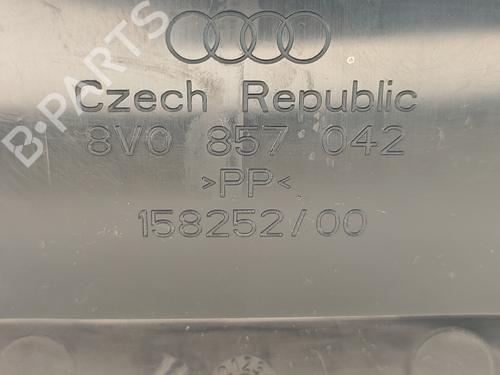 B-PARTS
Czech Republic
8V0 857 042
>PP<
158252/00